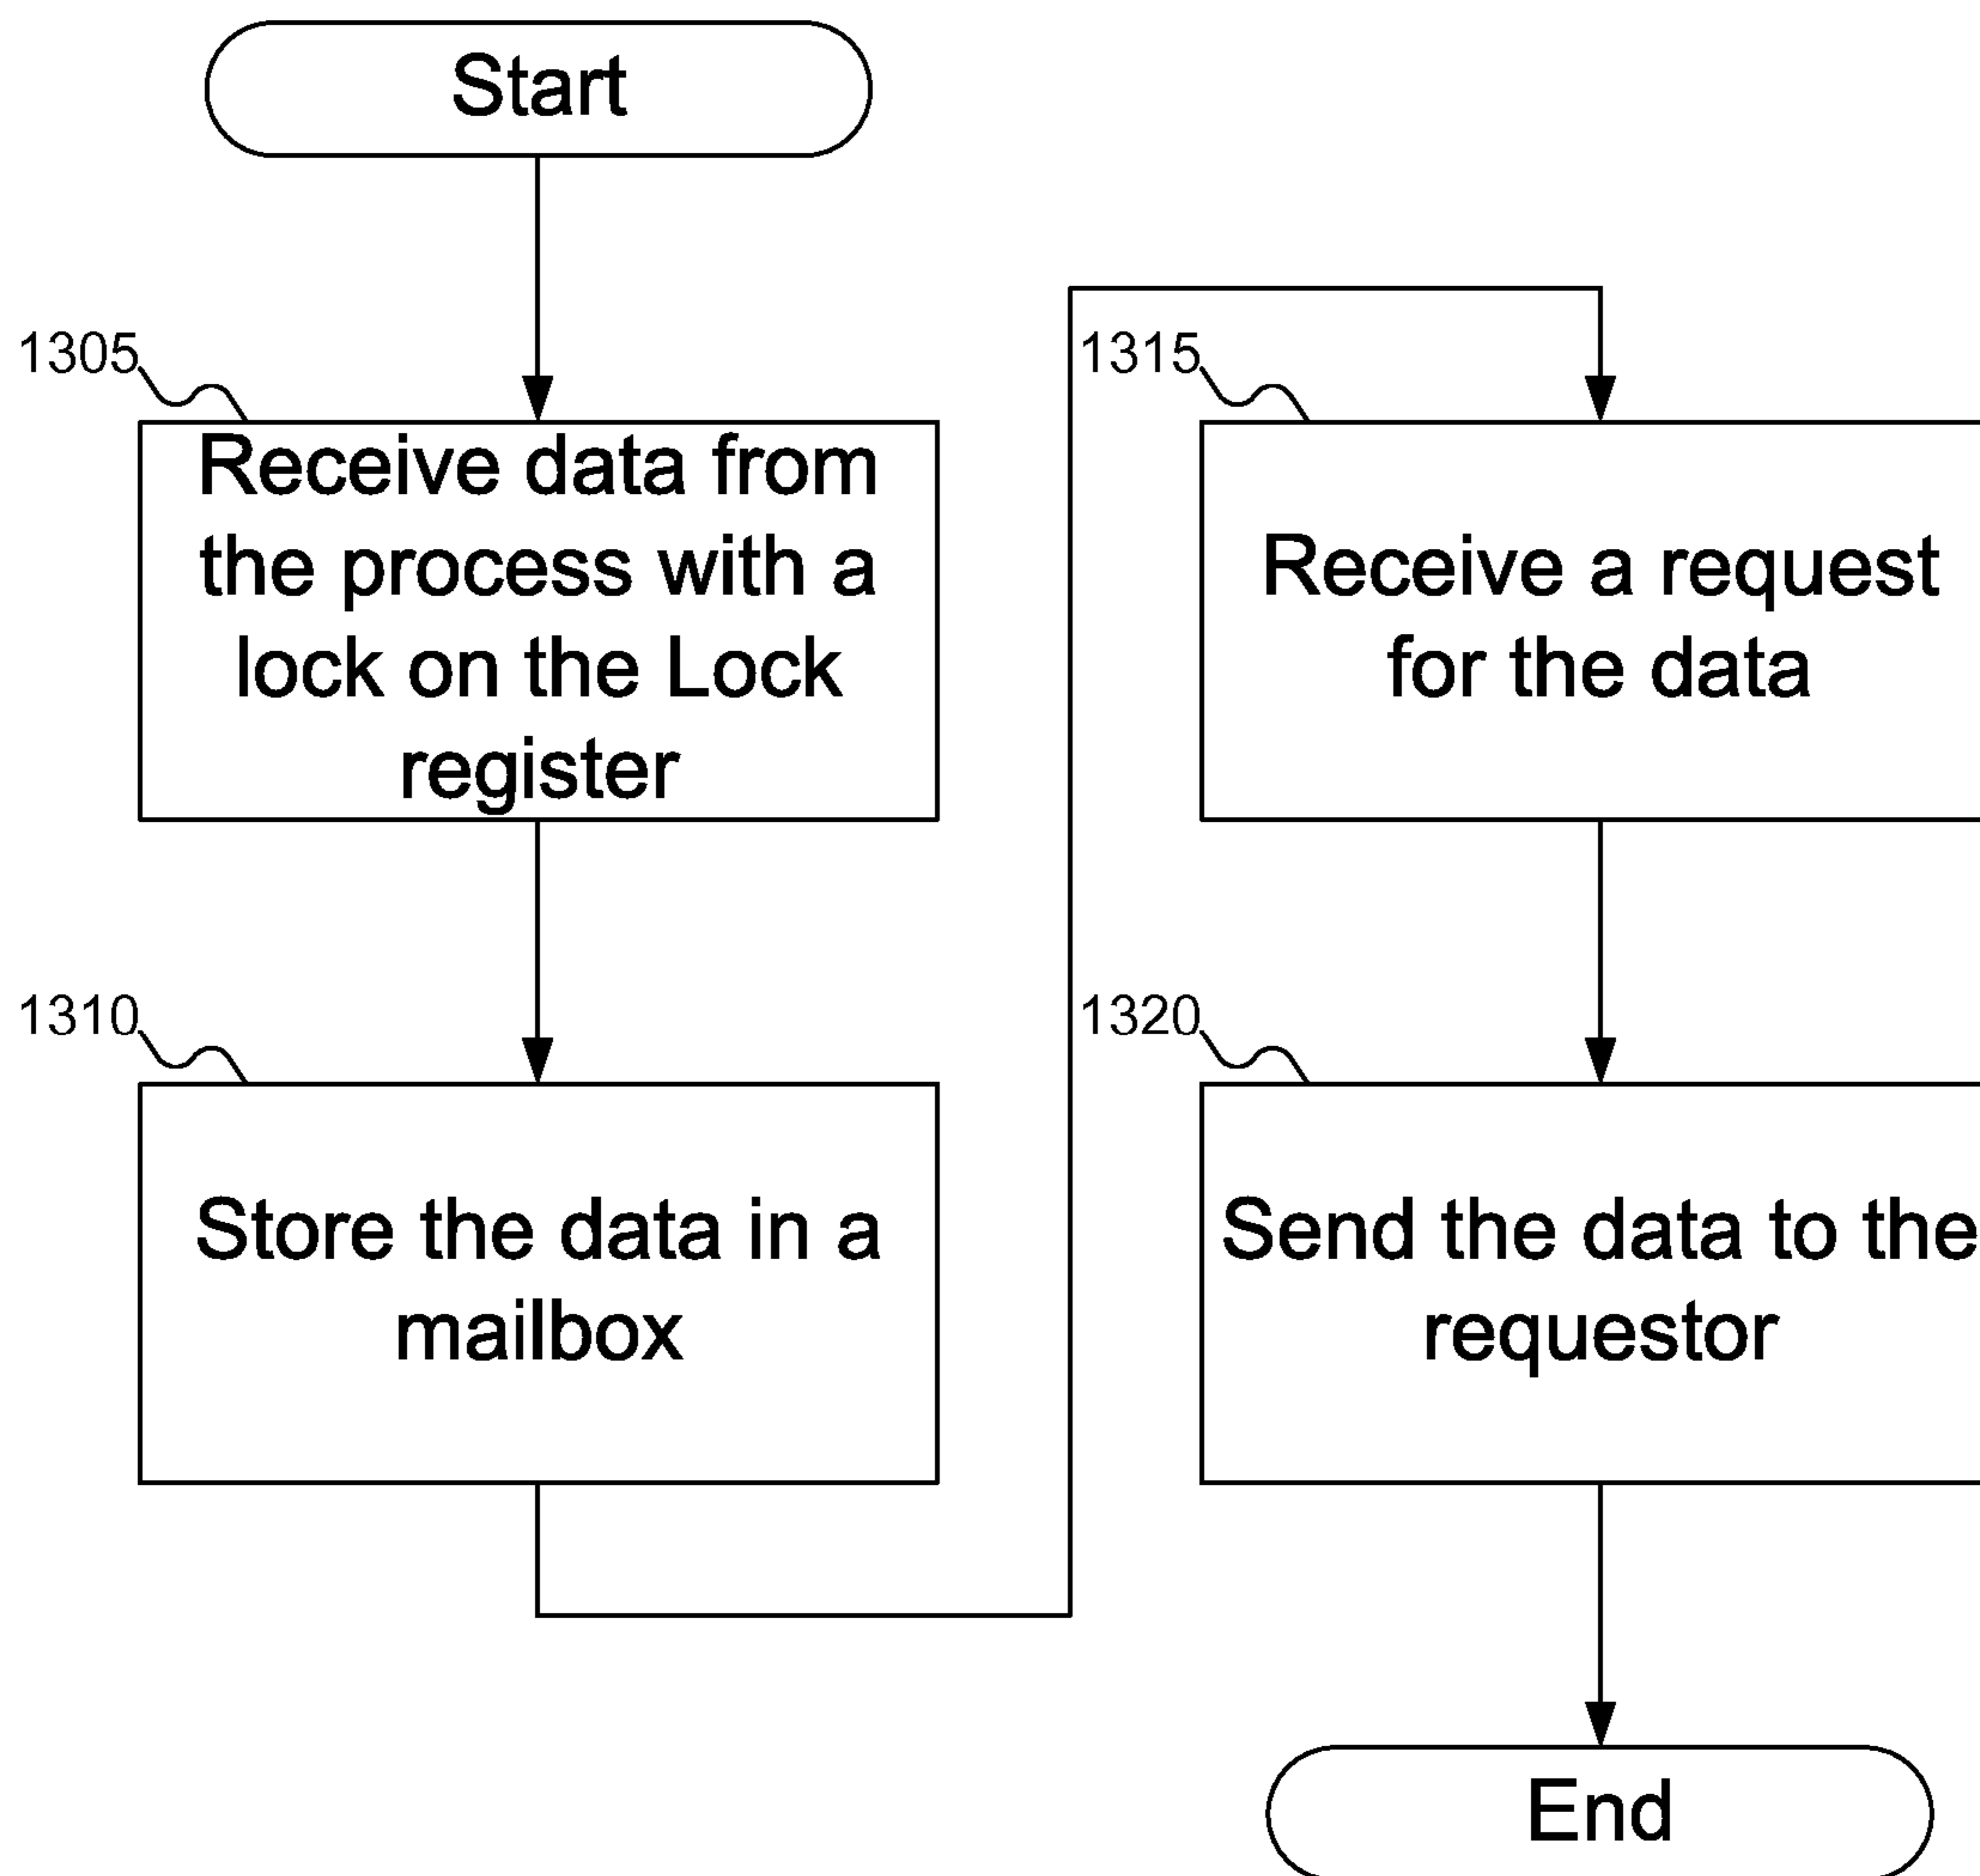 Start
1305
Receive data from
the process with a
lock on the Lock
register
1310
Store the data in a
mailbox
1315
Receive a request
for the data
1320
Send the data to the
requestor
End